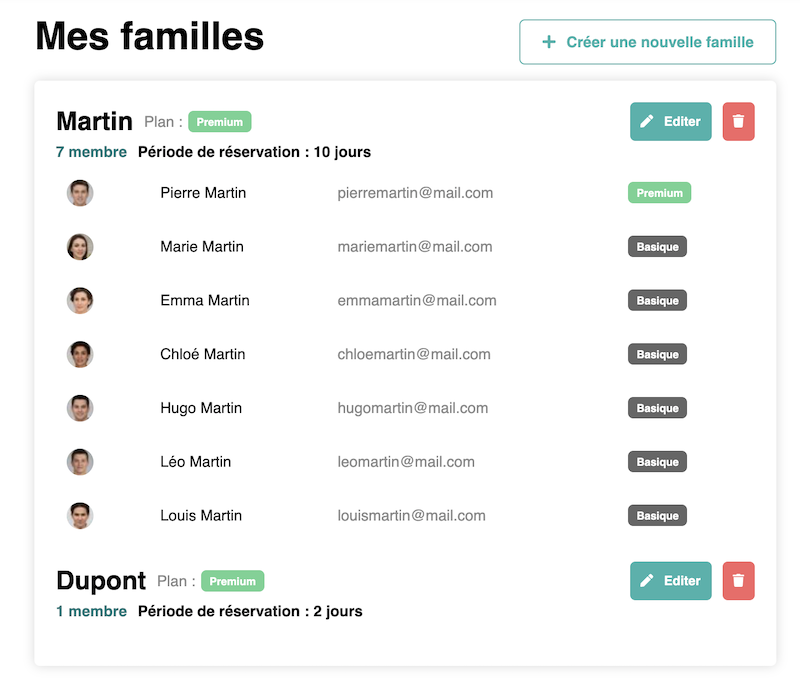 Mes familles
Créer une nouvelle famille
Martin Plan : Premium Editer
7 membre Période de réservation : 10 jours
Pierre Martin pierremartin@mail.com Premium
Marie Martin mariemartin@mail.com Basique
Emma Martin emmamartin@mail.com Basique
Chloé Martin chloemartin@mail.com Basique
Hugo Martin hugomartin@mail.com Basique
Léo Martin leomartin@mail.com Basique
Louis Martin louismartin@mail.com Basique
Dupont Plan : Premium Editer
1 membre Période de réservation : 2 jours